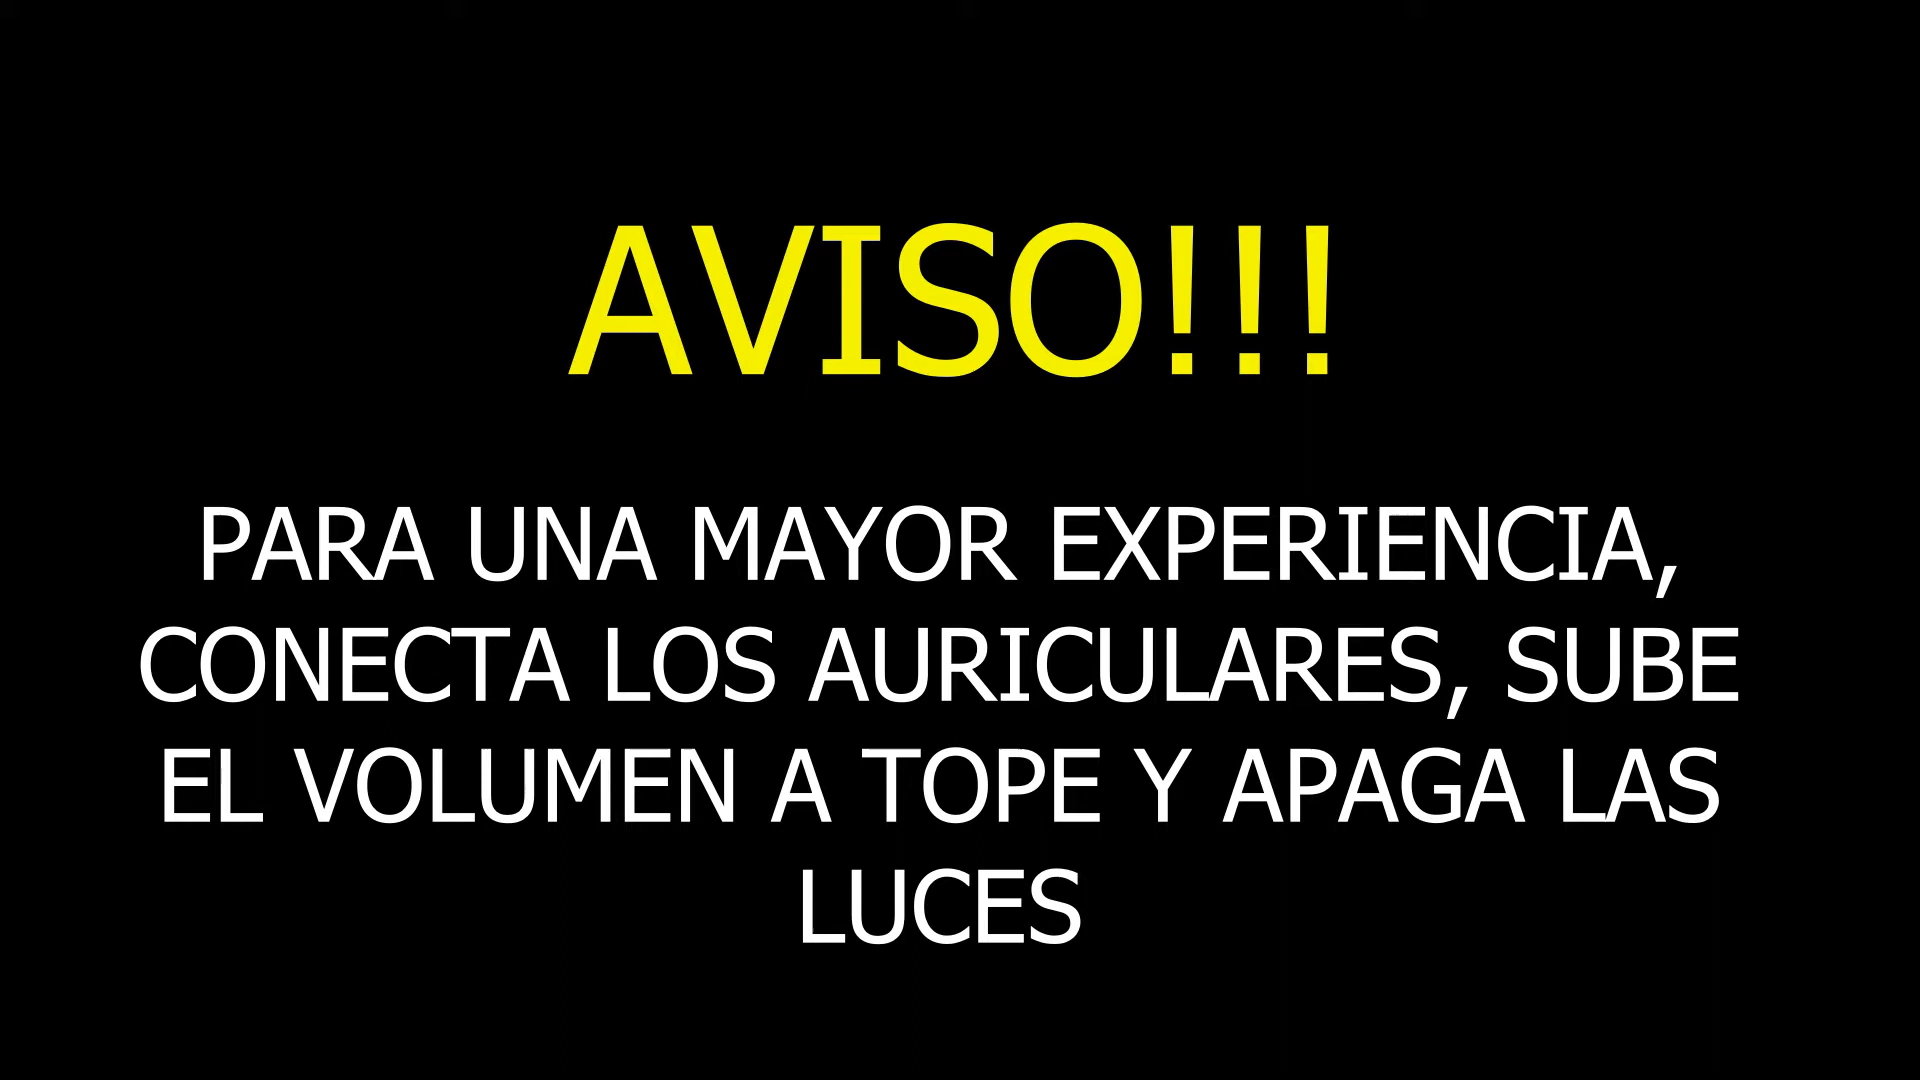 AVISO!!!
PARA UNA MAYOR EXPERIENCIA,
CONECTA LOS AURICULARES, SUBE
EL VOLUMEN A TOPE Y APAGA LAS
LUCES